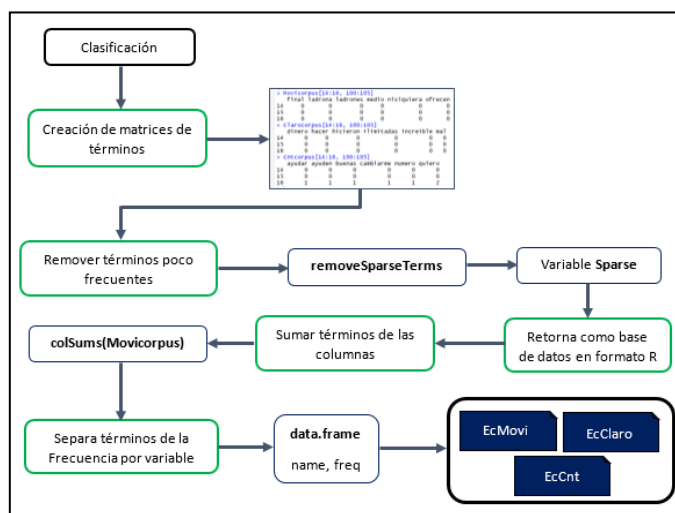 Clasificación
Creación de matrices de
términos
> Movicorpus[14:16, 100:105]
final ladrona ladrones medio nisiquiera ofrecen
14 0 0 0 0 0 0
15 0 0 0 0 0 0
16 0 0 0 0 0 0
> Clarocorpus[14:16, 100:105]
dinero hacer hicieron ilimitadas increible mal
14 0 0 0 0 0 0
15 0 0 0 0 0 0
16 0 0 0 0 0 0
> Cntcorpus[14:16, 100:105]
ayudar ayuden buenas cambiarme numero quiero
14 0 0 0 0 0 0
15 0 0 0 0 0 0
16 1 1 1 1 1 2
Remover términos poco
frecuentes
removeSparseTerms
Variable Sparse
colSums(Movicorpus)
Sumar términos de las
columnas
Retorna como base
de datos en formato R
Separa términos de la
Frecuencia por variable
data.frame
name, freq
EcMovi
EcClaro
EcCnt